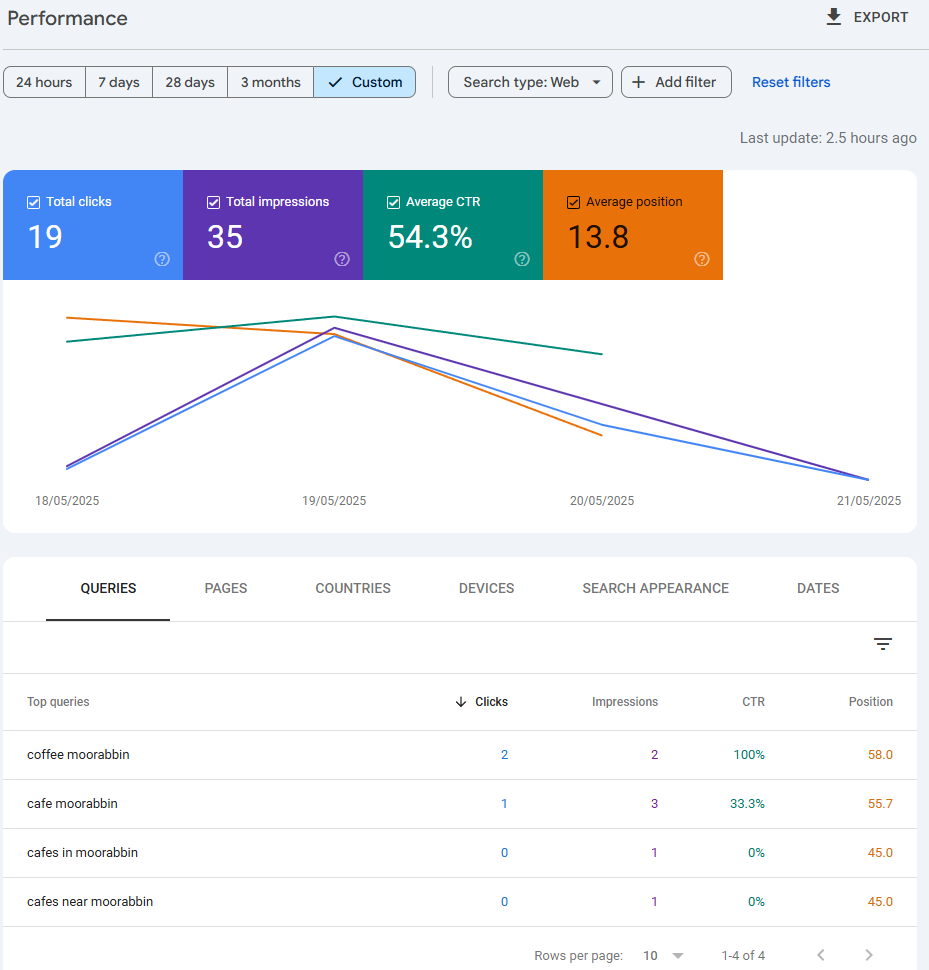 Performance
EXPORT
24 hours 7 days 28 days 3 months Custom Search type: Web Add filter Reset filters
Last update: 2.5 hours ago
Total clicks Total impressions Average CTR Average position
19 35 54.3% 13.8
18/05/2025 19/05/2025 20/05/2025 21/05/2025
QUERIES PAGES COUNTRIES DEVICES SEARCH APPEARANCE DATES
Top queries Clicks Impressions CTR Position
coffee moorabbin 2 2 100% 58.0
cafe moorabbin 1 3 33.3% 55.7
cafes in moorabbin 0 1 0% 45.0
cafes near moorabbin 0 1 0% 45.0
Rows per page: 10 1-4 of 4